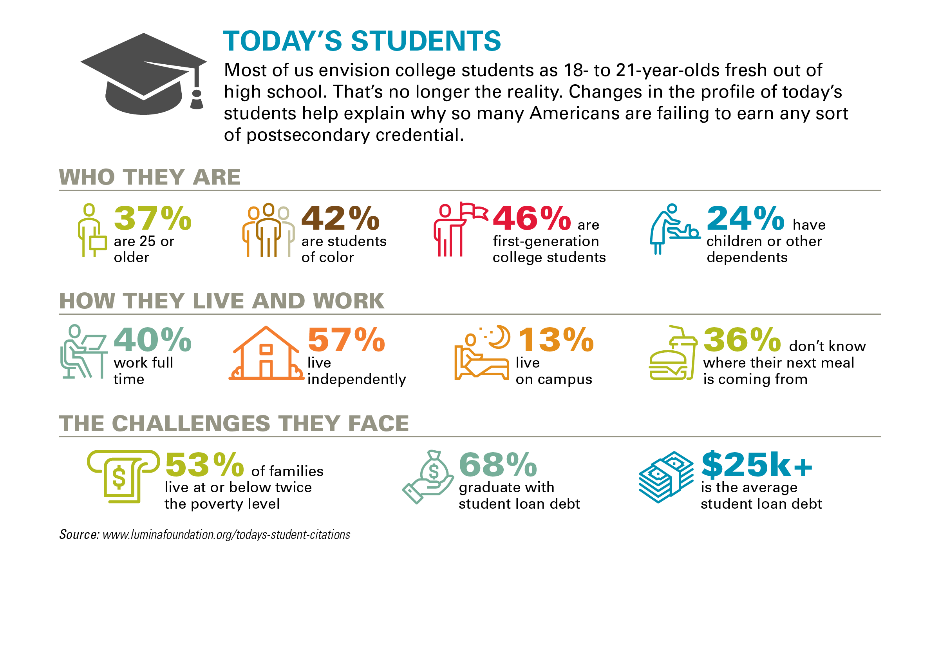 TODAY'S STUDENTS
Most of us envision college students as 18- to 21-year-olds fresh out of
high school. That's no longer the reality. Changes in the profile of today's
students help explain why so many Americans are failing to earn any sort
of postsecondary credential.
WHO THEY ARE
37%
are 25 or
older
42%
are students
of color
46% are
first-generation
college students
24% have
children or other
dependents
HOW THEY LIVE AND WORK
40%
work full
time
57%
live
independently
13%
live
on campus
36% don't know
where their next meal
is coming from
THE CHALLENGES THEY FACE
$
53% of families
live at or below twice
the poverty level
$
68%
graduate with
student loan debt
$25k+
is the average
student loan debt
Source: www.luminafoundation.org/todays-student-citations